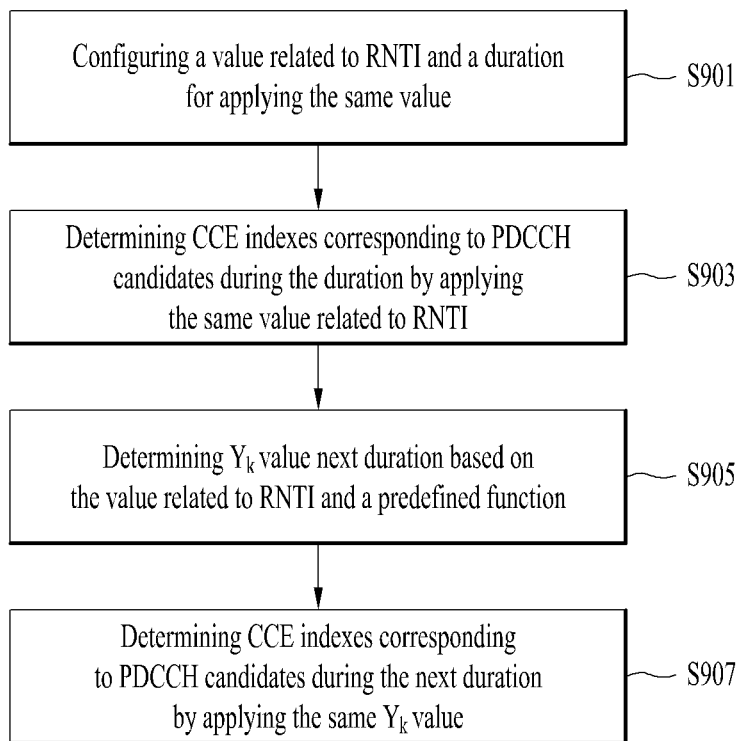 Configuring a value related to RNTI and a duration
for applying the same value
S901
Determining CCE indexes corresponding to PDCCH
candidates during the duration by applying
the same value related to RNTI
S903
Determining Yk value next duration based on
the value related to RNTI and a predefined function
S905
Determining CCE indexes corresponding
to PDCCH candidates during the next duration
by applying the same Yk value
S907